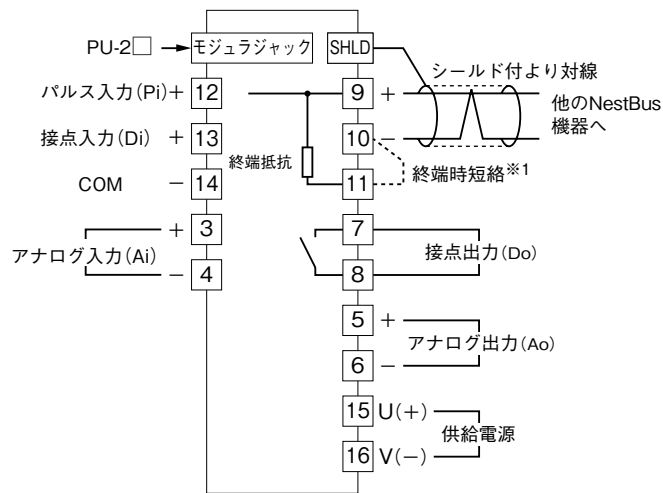 PU-2□
モジュラジャック
SHLD
シールド付より対線
パルス入力(Pi) + 12
9 +
他のNestBus
機器へ
接点入力(Di) + 13
10 −
終端抵抗
終端時短絡※1
COM − 14
11
アナログ入力(Ai)
+ 3
− 4
7
8
接点出力(Do)
5 +
6 −
アナログ出力(Ao)
15 U(+)
16 V(−)
供給電源